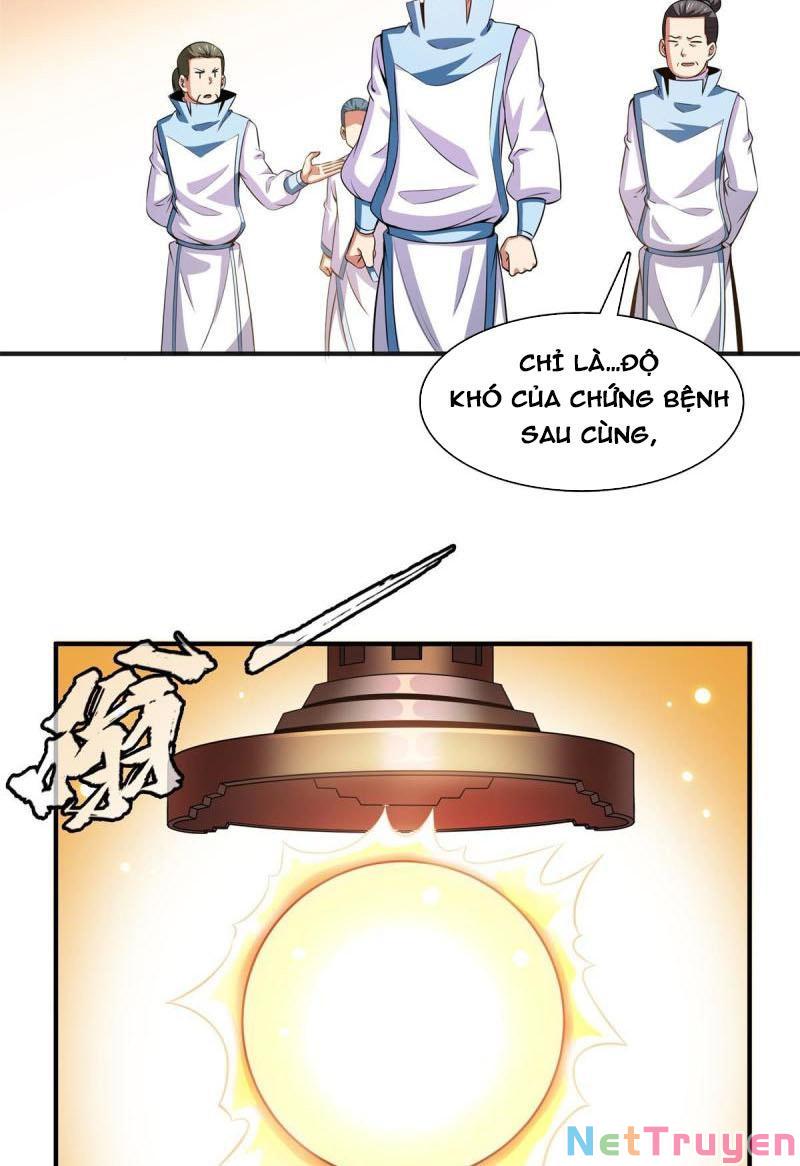 CHỈ LÀ...ĐỘ
KHÓ CỦA CHỨNG BỆNH
SAU CÙNG,
NetTruyen